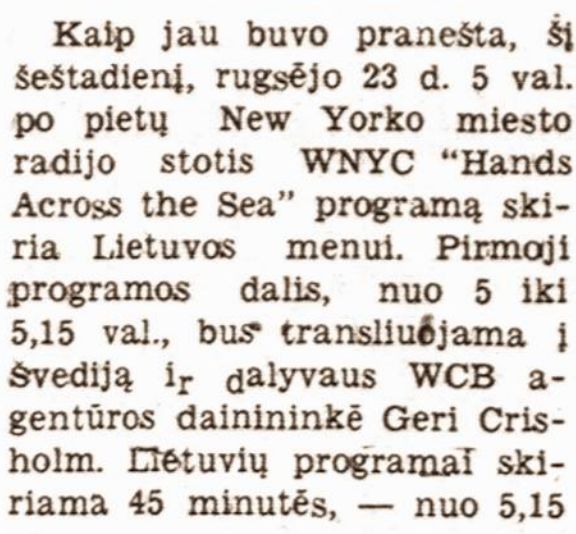 Kaip jau buvo pranešta, šį
šeštadienį, rugsėjo 23 d. 5 val.
po pietų New Yorko miesto
radijo stotis WNYC “Hands
Across the Sea” programą ski-
ria Lietuvos menui. Pirmoji
programos dalis, nuo 5 iki
5,15 val., bus transliuojama į
Švediją ir dalyvaus WCB a-
gentūros dainininkė Geri Cris-
holm. Lietuvių programai ski-
riama 45 minutės, — nuo 5,15